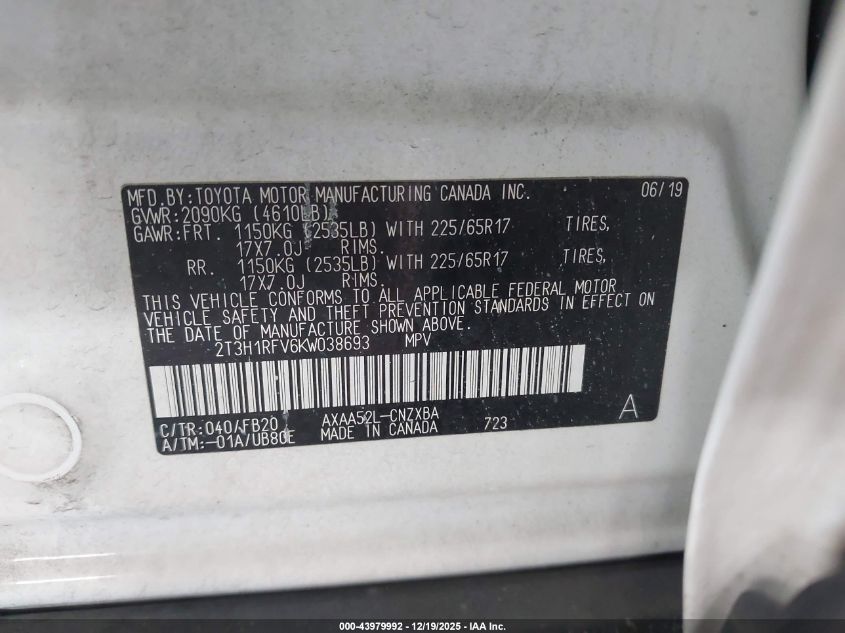 MFD.BY:TOYOTA MOTOR MANUFACTURING CANADA INC. 06/19
GVWR:2090KG (4610LB)
GAWR:FRT. 1150KG (2535LB) WITH 225/65R17 TIRES,
17X7.0J RIMS.
RR. 1150KG (2535LB) WITH 225/65R17 TIRES,
17X7.0J RIMS.
THIS VEHICLE CONFORMS TO ALL APPLICABLE FEDERAL MOTOR
VEHICLE SAFETY AND THEFT PREVENTION STANDARDS IN EFFECT ON
THE DATE OF MANUFACTURE SHOWN ABOVE.
2T3H1RFV6KW038693 MPV
C/TR:040/FB20 AXAA52L-CNZXBA A
A/TM:-01A/UB80E MADE IN CANADA 723
000-43979992 | 12/19/2025 | IAA Inc.